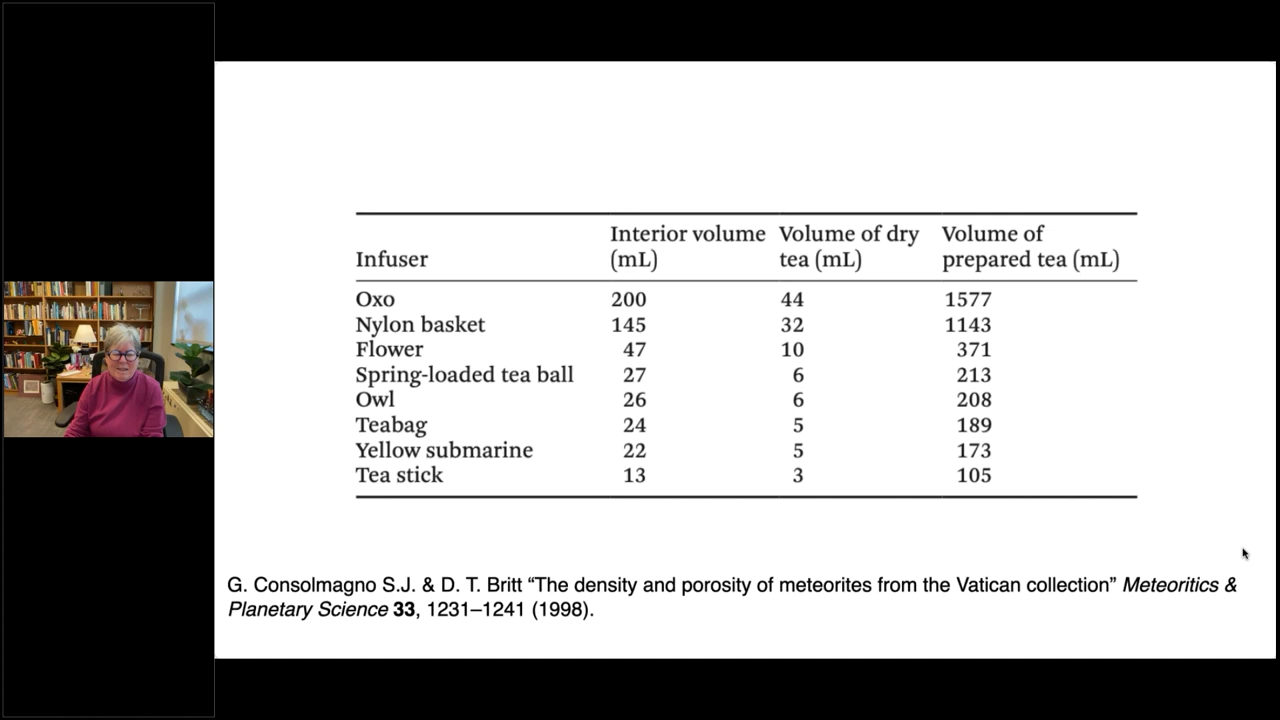 Infuser Interior volume (mL) Volume of dry tea (mL) Volume of prepared tea (mL)
Oxo 200 44 1577
Nylon basket 145 32 1143
Flower 47 10 371
Spring-loaded tea ball 27 6 213
Owl 26 6 208
Teabag 24 5 189
Yellow submarine 22 5 173
Tea stick 13 3 105
G. Consolmagno S.J. & D. T. Britt “The density and porosity of meteorites from the Vatican collection” Meteoritics &
Planetary Science 33, 1231–1241 (1998).